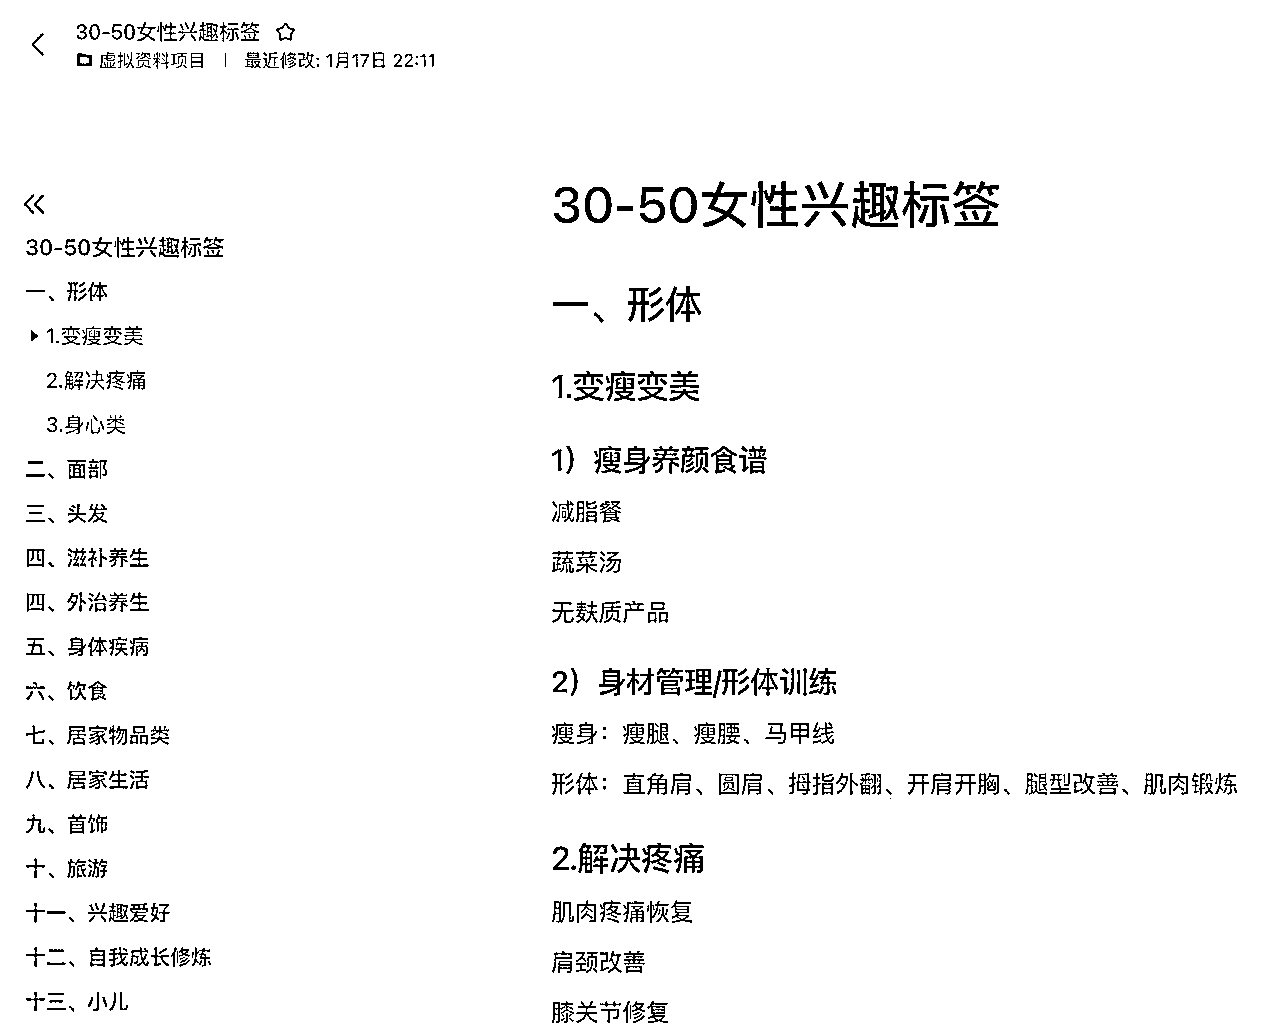 30-50女性兴趣标签
虚拟资料项目 | 最近修改: 1月17日 22:11
30-50女性兴趣标签
一、形体
1.变瘦变美
2.解决疼痛
3.身心类
二、面部
三、头发
四、滋补养生
四、外治养生
五、身体疾病
六、饮食
七、居家物品类
八、居家生活
九、首饰
十、旅游
十一、兴趣爱好
十二、自我成长修炼
十三、小儿
30-50女性兴趣标签
一、形体
1.变瘦变美
1）瘦身养颜食谱
减脂餐
蔬菜汤
无麸质产品
2）身材管理/形体训练
瘦身：瘦腿、瘦腰、马甲线
形体：直角肩、圆肩、拇指外翻、开肩开胸、腿型改善、肌肉锻炼
2.解决疼痛
肌肉疼痛恢复
肩颈改善
膝关节修复